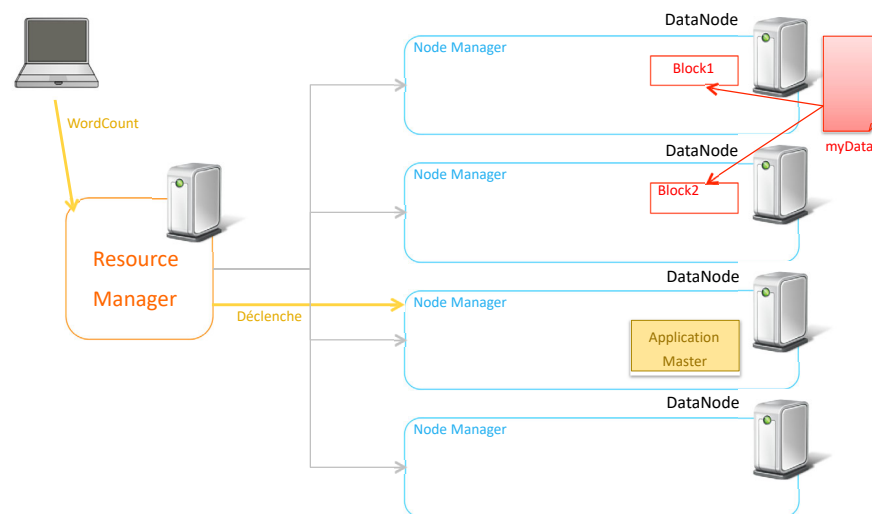 DataNode
Node Manager
Block1
WordCount
myData
DataNode
Node Manager
Block2
Resource
Manager
Déclenche
DataNode
Node Manager
Application
Master
DataNode
Node Manager